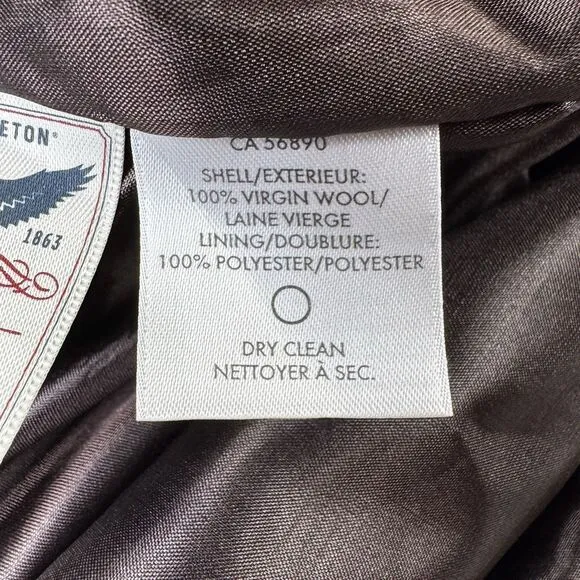 ETON®
1863
CA 56890
SHELL/EXTERIEUR:
100% VIRGIN WOOL/
LAINE VIERGE
LINING/DOUBLURE:
100% POLYESTER/POLYESTER
DRY CLEAN
NETTOYER À SEC.